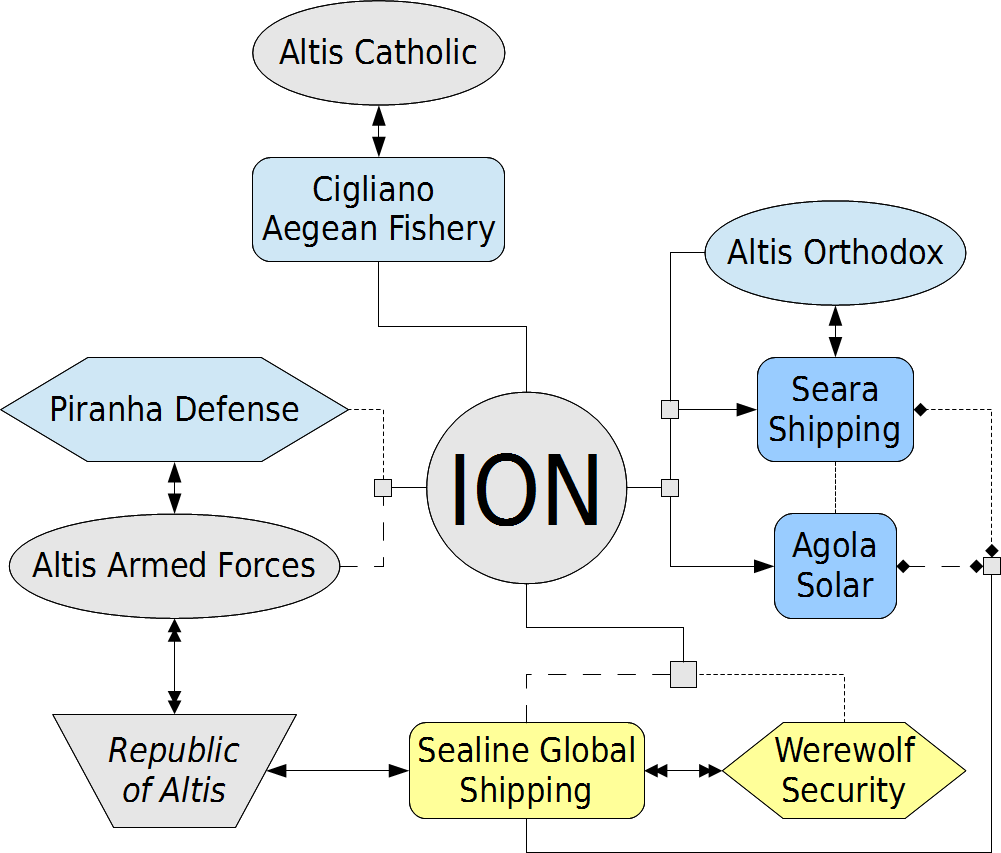 Altis Catholic
Cigliano
Aegean Fishery
Altis Orthodox
Piranha Defense
Seara
Shipping
ION
Altis Armed Forces
Agola
Solar
Republic
of Altis
Sealine Global
Shipping
Werewolf
Security